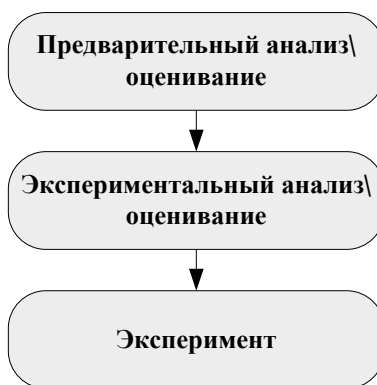 Предварительный анализ\
оценивание
Экспериментальный анализ\
оценивание
Эксперимент